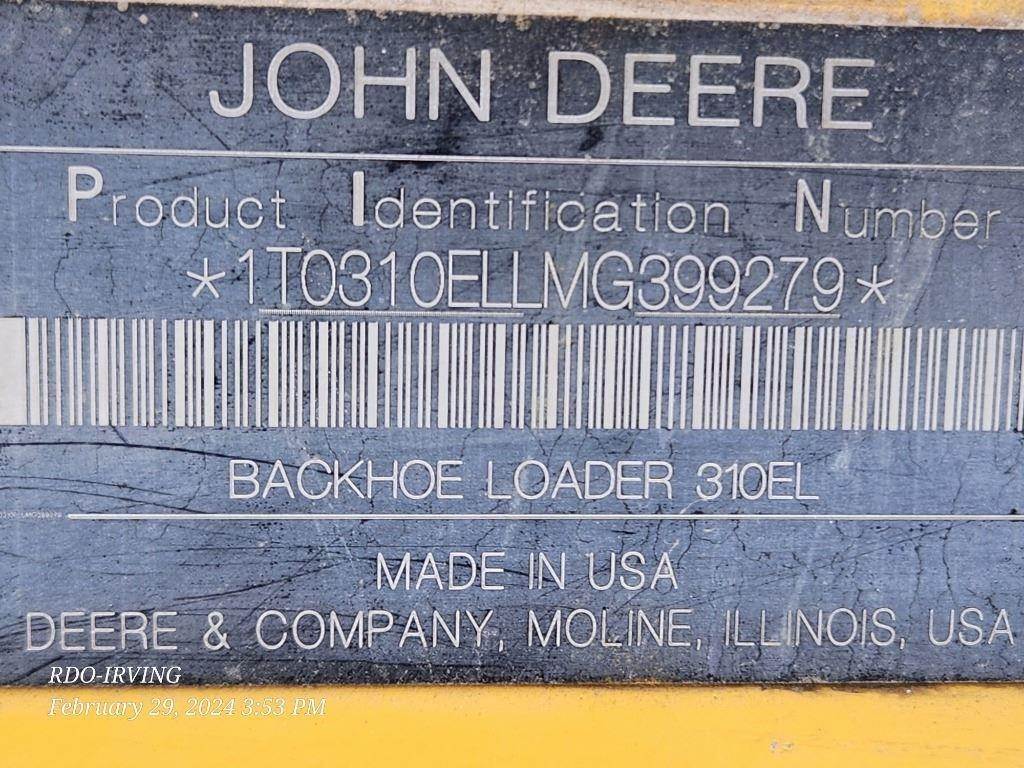 JOHN DEERE
Product Identification Number
*1T0310ELLMG399279*
BACKHOE LOADER 310EL
MADE IN USA
DEERE & COMPANY, MOLINE, ILLINOIS, USA
RDO-IRVING
February 29, 2024 3:53 PM